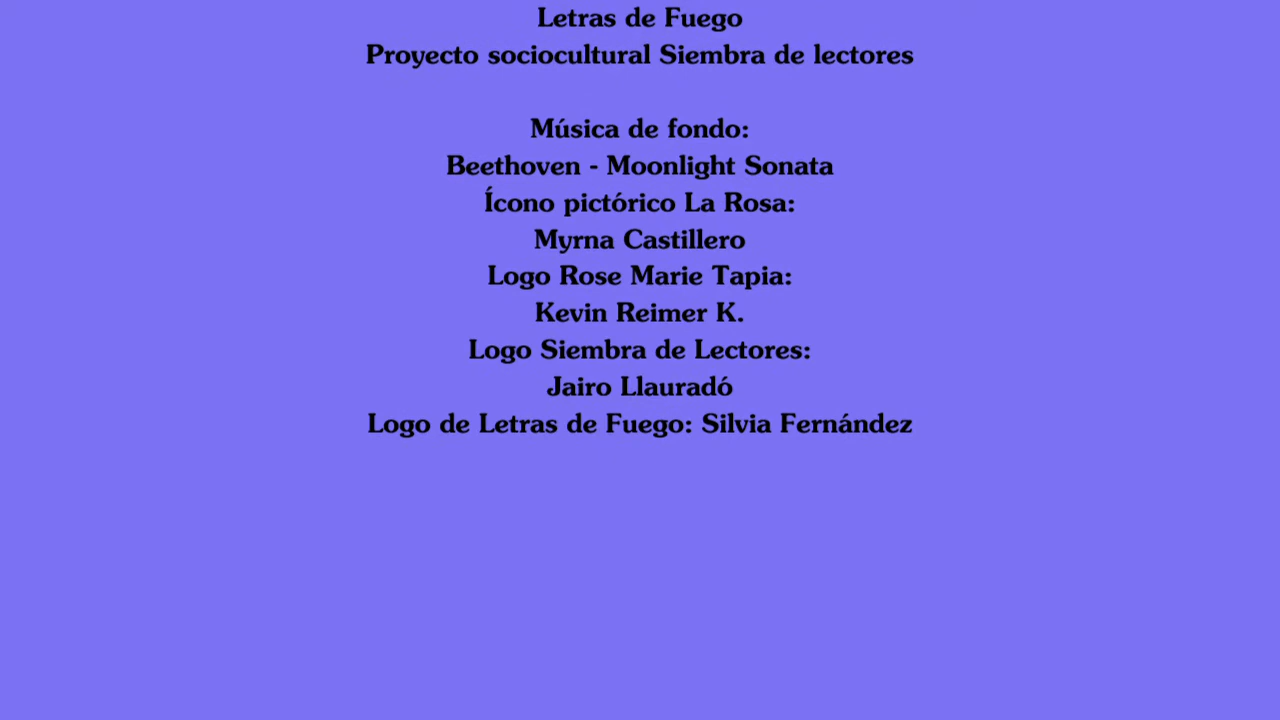 Letras de Fuego
Proyecto sociocultural Siembra de lectores
Música de fondo:
Beethoven - Moonlight Sonata
Ícono pictórico La Rosa:
Myrna Castillero
Logo Rose Marie Tapia:
Kevin Reimer K.
Logo Siembra de Lectores:
Jairo Llauradó
Logo de Letras de Fuego: Silvia Fernández